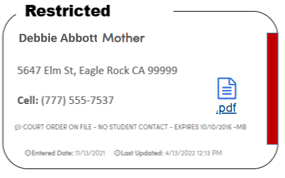 Restricted
Debbie Abbott Mother
5647 Elm St, Eagle Rock CA 99999
Cell: (777) 555-7537
.pdf
COURT ORDER ON FILE - NO STUDENT CONTACT - EXPIRES 10/10/2016 -MB
Entered Date: 11/13/2021 Last Updated: 4/13/2022 12:13 PM